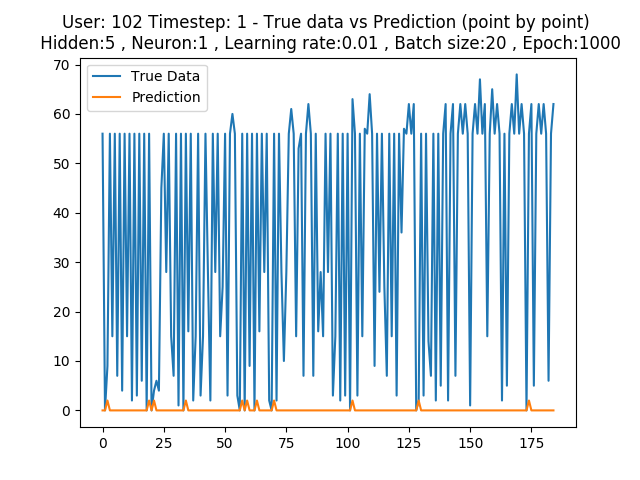 User: 102 Timestep: 1 - True data vs Prediction (point by point)
Hidden:5 , Neuron:1 , Learning rate:0.01 , Batch size:20 , Epoch:1000
True Data
Prediction
70
60
50
40
30
20
10
0
0 25 50 75 100 125 150 175